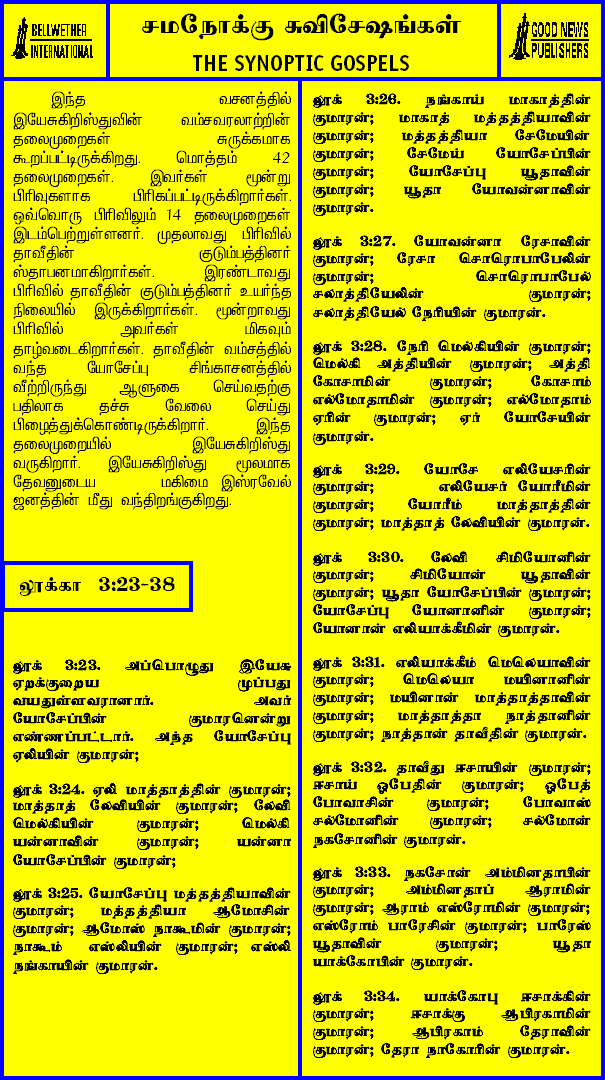 BELLWETHER
INTERNATIONAL
சமநோக்கு சுவிசேஷங்கள்
THE SYNOPTIC GOSPELS
GOOD NEWS
PUBLISHERS
இந்த வசனத்தில்
இயேசுகிறிஸ்துவின் வம்சவரலாற்றின்
தலைமுறைகள் சுருக்கமாக
கூறப்பட்டிருக்கிறது. மொத்தம் 42
தலைமுறைகள். இவர்கள் மூன்று
பிரிவுகளாக பிரிகப்பட்டிருக்கிறார்கள்.
ஒவ்வொரு பிரிவிலும் 14 தலைமுறைகள்
இடம்பெற்றுள்ளனர். முதலாவது பிரிவில்
தாவீதின் குடும்பத்தினர்
ஸ்தாபனமாகிறார்கள். இரண்டாவது
பிரிவில் தாவீதின் குடும்பத்தினர் உயர்ந்த
நிலையில் இருக்கிறார்கள். மூன்றாவது
பிரிவில் அவர்கள் மிகவும்
தாழ்வடைகிறார்கள். தாவீதின் வம்சத்தில்
வந்த யோசேப்பு சிங்காசனத்தில்
வீற்றிருந்து ஆளுகை செய்வதற்கு
பதிலாக தச்சு வேலை செய்து
பிழைத்துக்கொண்டிருக்கிறார். இந்த
தலைமுறையில் இயேசுகிறிஸ்து
வருகிறார். இயேசுகிறிஸ்து மூலமாக
தேவனுடைய மகிமை இஸ்ரவேல்
ஜனத்தின் மீது வந்திறங்குகிறது.
லூக்கா 3:23-38
லூக் 3:23. அப்பொழுது இயேசு
ஏறக்குறைய முப்பது
வயதுள்ளவரானார். அவர்
யோசேப்பின் குமாரனென்று
எண்ணப்பட்டார். அந்த யோசேப்பு
ஏலியின் குமாரன்;
லூக் 3:24. ஏலி மாத்தாத்தின் குமாரன்;
மாத்தாத் லேவியின் குமாரன்; லேவி
மெல்கியின் குமாரன்; மெல்கி
யன்னாவின் குமாரன்; யன்னா
யோசேப்பின் குமாரன்;
லூக் 3:25. யோசேப்பு மத்தத்தியாவின்
குமாரன்; மத்தத்தியா ஆமோசின்
குமாரன்; ஆமோஸ் நாகூமின் குமாரன்;
நாகூம் எஸ்லியின் குமாரன்; எஸ்லி
நங்காயின் குமாரன்.
லூக் 3:26. நங்காய் மாகாத்தின்
குமாரன்; மாகாத் மத்தத்தியாவின்
குமாரன்; மத்தத்தியா சேமேயின்
குமாரன்; சேமேய் யோசேப்பின்
குமாரன்; யோசேப்பு யூதாவின்
குமாரன்; யூதா யோவன்னாவின்
குமாரன்.
லூக் 3:27. யோவன்னா ரேசாவின்
குமாரன்; ரேசா சொரொபாபேலின்
குமாரன்; சொரொபாபேல்
சலாத்தியேலின் குமாரன்;
சலாத்தியேல் நேரியின் குமாரன்.
லூக் 3:28. நேரி மெல்கியின் குமாரன்;
மெல்கி அத்தியின் குமாரன்; அத்தி
கோசாமின் குமாரன்; கோசாம்
எல்மோதாமின் குமாரன்; எல்மோதாம்
ஏரின் குமாரன்; ஏர் யோசேயின்
குமாரன்.
லூக் 3:29. யோசே எலியேசரின்
குமாரன்; எலியேசர் யோரீமின்
குமாரன்; யோரீம் மாத்தாத்தின்
குமாரன்; மாத்தாத் லேவியின் குமாரன்.
லூக் 3:30. லேவி சிமியோனின்
குமாரன்; சிமியோன் யூதாவின்
குமாரன்; யூதா யோசேப்பின் குமாரன்;
யோசேப்பு யோனானின் குமாரன்;
யோனான் எலியாக்கீமின் குமாரன்.
லூக் 3:31. எலியாக்கீம் மெலெயாவின்
குமாரன்; மெலெயா மயினானின்
குமாரன்; மயினான் மாத்தாத்தாவின்
குமாரன்; மாத்தாத்தா நாத்தானின்
குமாரன்; நாத்தான் தாவீதின் குமாரன்.
லூக் 3:32. தாவீது ஈசாயின் குமாரன்;
ஈசாய் ஓபேதின் குமாரன்; ஓபேத்
போவாசின் குமாரன்; போவாஸ்
சல்மோனின் குமாரன்; சல்மோன்
நகசோனின் குமாரன்.
லூக் 3:33. நகசோன் அம்மினதாபின்
குமாரன்; அம்மினதாப் ஆராமின்
குமாரன்; ஆராம் எஸ்ரோமின் குமாரன்;
எஸ்ரோம் பாரேசின் குமாரன்; பாரேஸ்
யூதாவின் குமாரன்; யூதா
யாக்கோபின் குமாரன்.
லூக் 3:34. யாக்கோபு ஈசாக்கின்
குமாரன்; ஈசாக்கு ஆபிரகாமின்
குமாரன்; ஆபிரகாம் தேராவின்
குமாரன்; தேரா நாகோரின் குமாரன்.